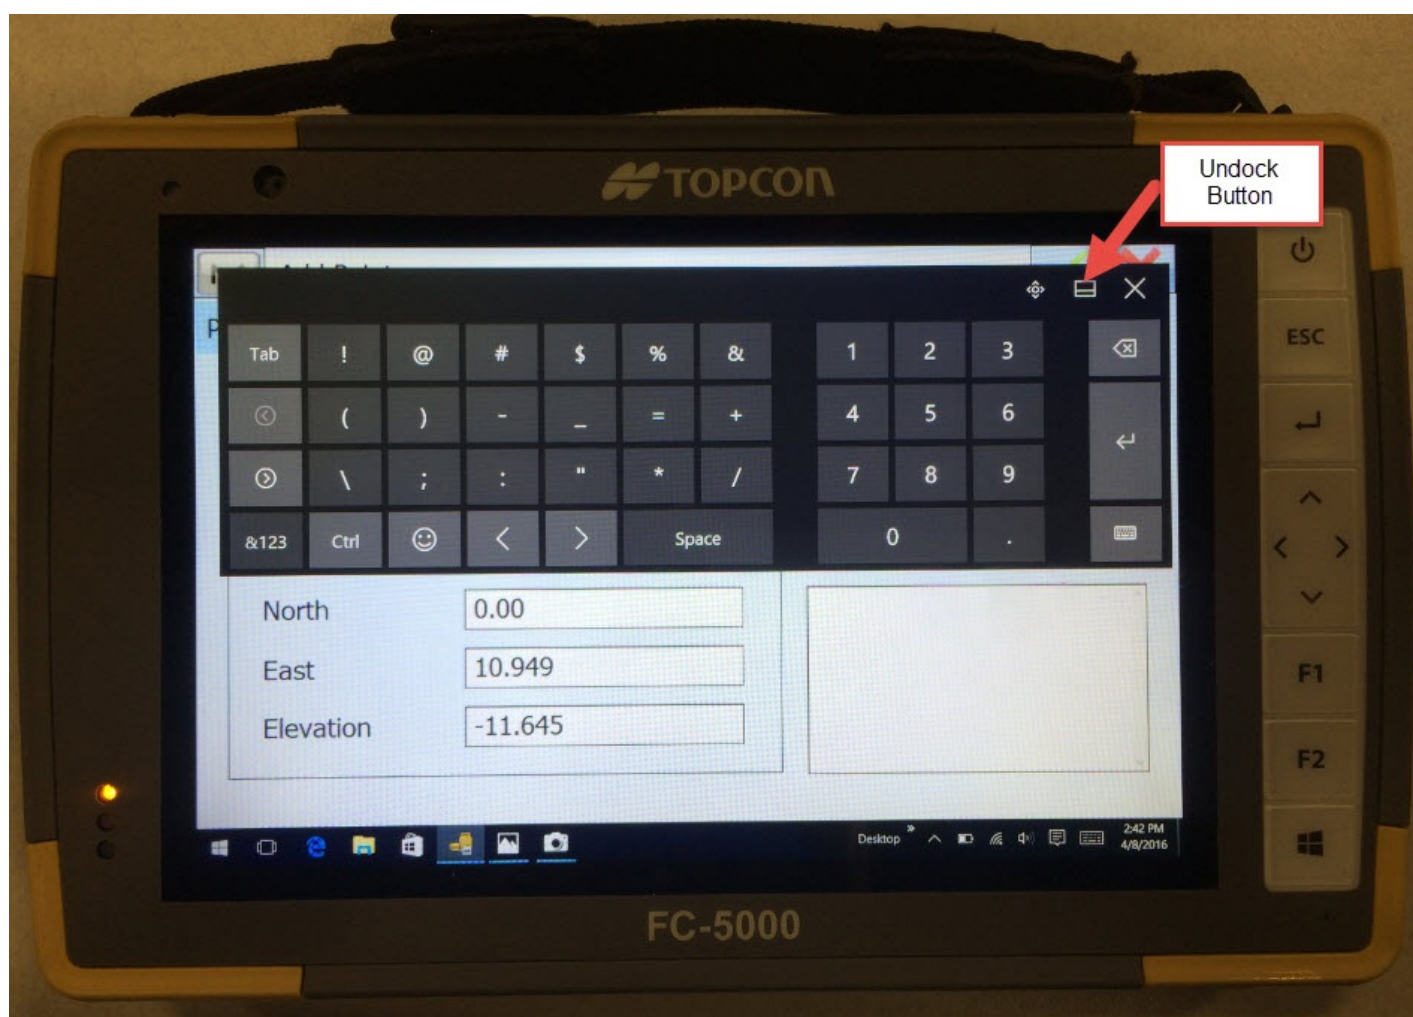 TOPCON
Undock
Button
Tab ! @ # $ % & 1 2 3
ESC
( ) - _ = + 4 5 6
\ ; : " * / 7 8 9
&123 Ctrl < > Space 0 .
North 0.00
East 10.949
Elevation -11.645
F1
F2
Desktop
2:42 PM
4/8/2016
FC-5000